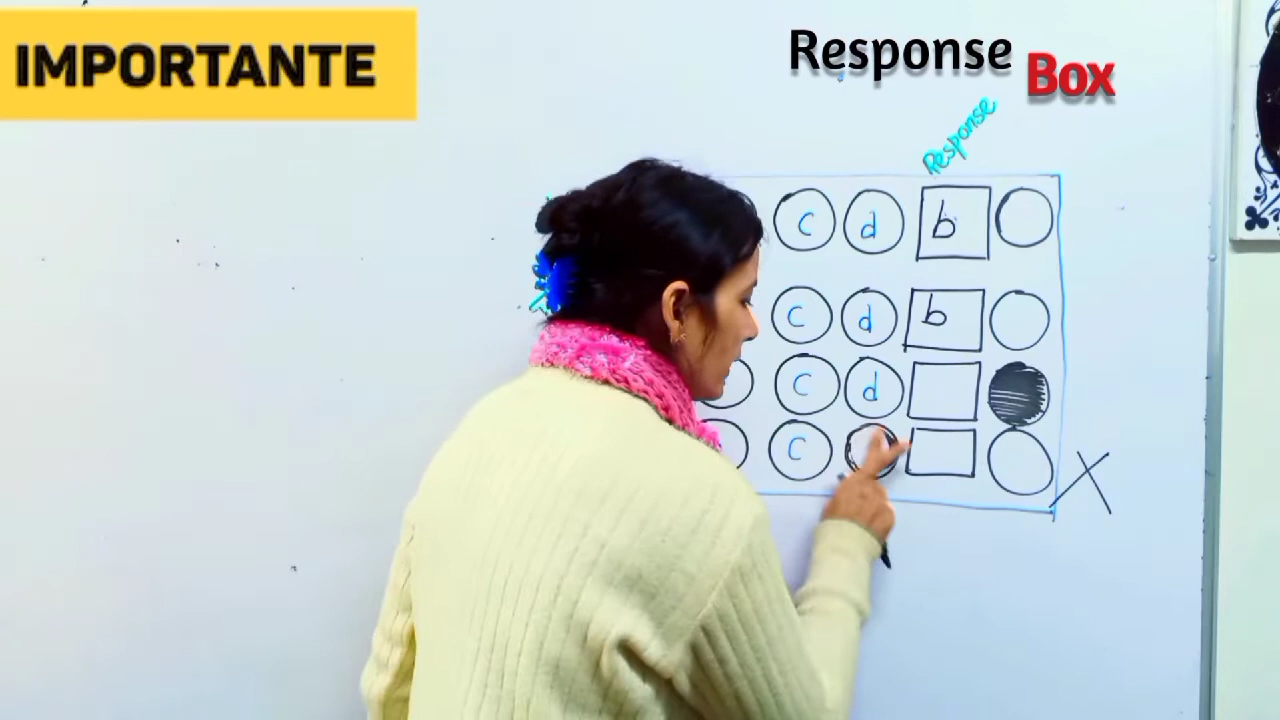 IMPORTANTE
Response Box
Response
c d b
c d b
c d
c
X